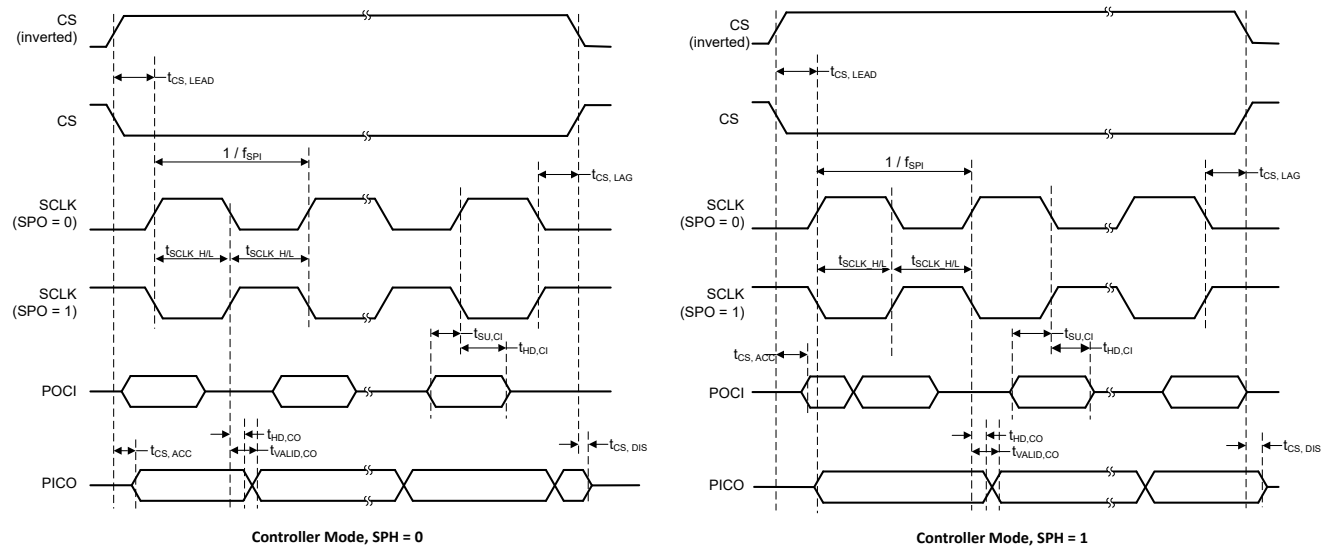 CS
(inverted)
tCS, LEAD
CS
1 / fSPI
tCS, LAG
SCLK
(SPO = 0)
tSCLK_H/L
tSCLK_H/L
SCLK
(SPO = 1)
tSU,CI
tHD,CI
POCI
tHD,CO
tCS, ACC
tVALID,CO
tCS, DIS
PICO
Controller Mode, SPH = 0
CS
(inverted)
tCS, LEAD
CS
1 / fSPI
tCS, LAG
SCLK
(SPO = 0)
tSCLK_H/L
tSCLK_H/L
SCLK
(SPO = 1)
tSU,CI
tCS, ACC
tHD,CI
POCI
tHD,CO
tVALID,CO
tCS, DIS
PICO
Controller Mode, SPH = 1